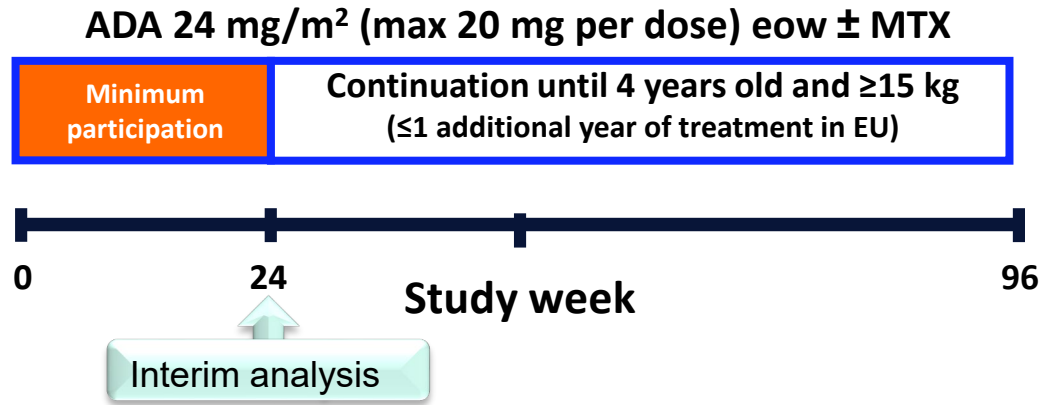 ADA 24 mg/m² (max 20 mg per dose) eow ± MTX
Minimum
participation
Continuation until 4 years old and ≥15 kg
(≤1 additional year of treatment in EU)
0
24
96
Study week
Interim analysis